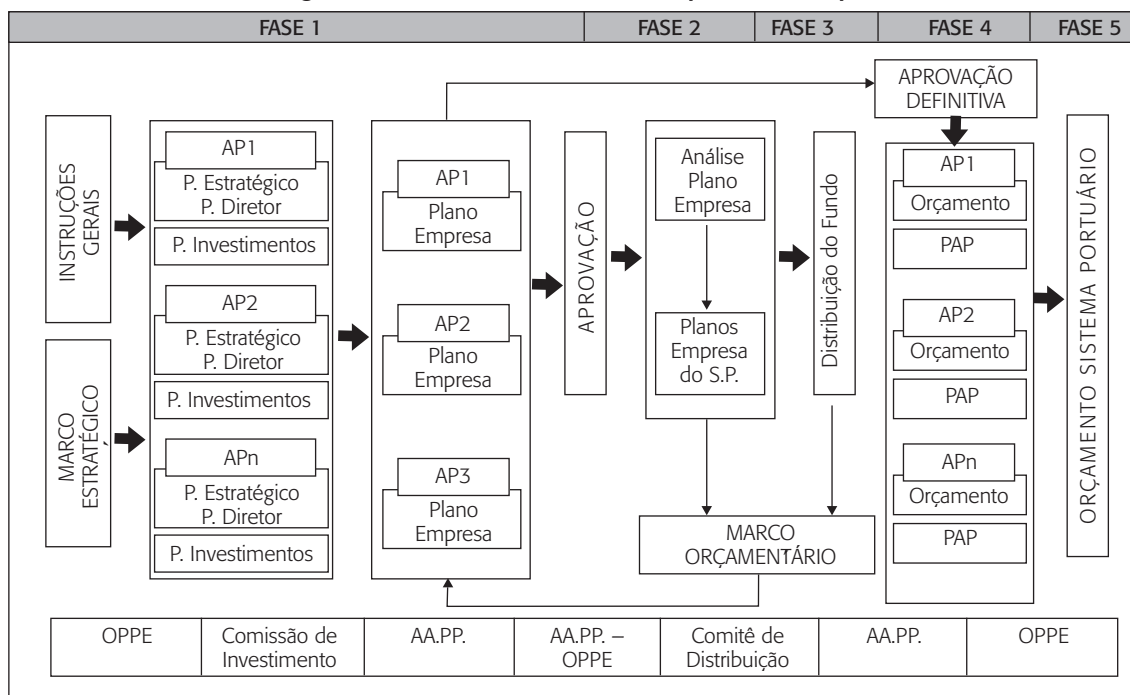 FASE 1
FASE 2
FASE 3
FASE 4
FASE 5
INSTRUÇÕES
GERAIS
MARCO
ESTRATÉGICO
AP1
P. Estratégico
P. Diretor
P. Investimentos
AP2
P. Estratégico
P. Diretor
P. Investimentos
APn
P. Estratégico
P. Diretor
P. Investimentos
AP1
Plano
Empresa
AP2
Plano
Empresa
AP3
Plano
Empresa
APROVAÇÃO
Análise
Plano
Empresa
Planos
Empresa
do S.P.
Distribuição do Fundo
MARCO
ORÇAMENTÁRIO
APROVAÇÃO
DEFINITIVA
AP1
Orçamento
PAP
AP2
Orçamento
PAP
APn
Orçamento
PAP
ORÇAMENTO SISTEMA PORTUÁRIO
OPPE
Comissão de
Investimento
AA.PP.
AA.PP. –
OPPE
Comitê de
Distribuição
AA.PP.
OPPE